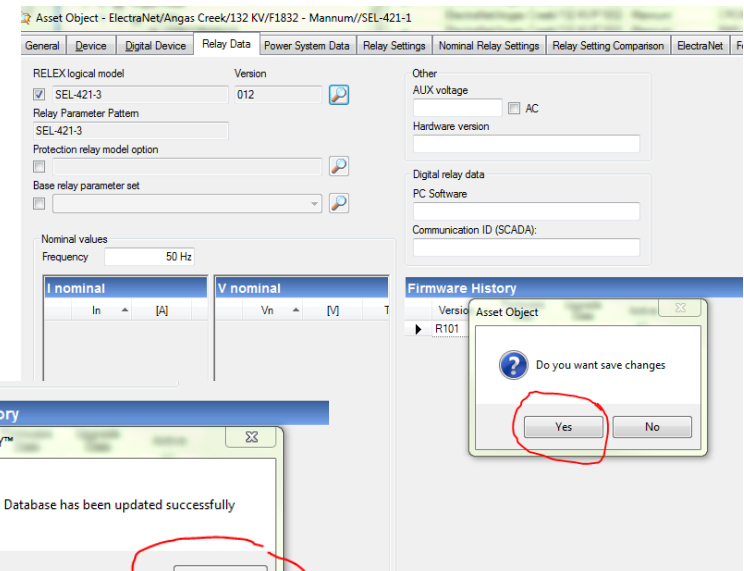 Asset Object - ElectraNet/Angas Creek/132 KV/F1832 - Mannum//SEL-421-1
General Device Digital Device Relay Data Power System Data Relay Settings Nominal Relay Settings Relay Setting Comparison ElectraNet
RELEX logical model Version
SEL-421-3 012
Relay Parameter Pattern
SEL-421-3
Protection relay model option
Base relay parameter set
Other
AUX voltage
AC
Hardware version
Digital relay data
PC Software
Communication ID (SCADA):
Nominal values
Frequency 50 Hz
I nominal
In [A]
V nominal
Vn [V] T
Firmware History
Versio
R101
Asset Object
Do you want save changes
Yes No
ory
Y™
Database has been updated successfully